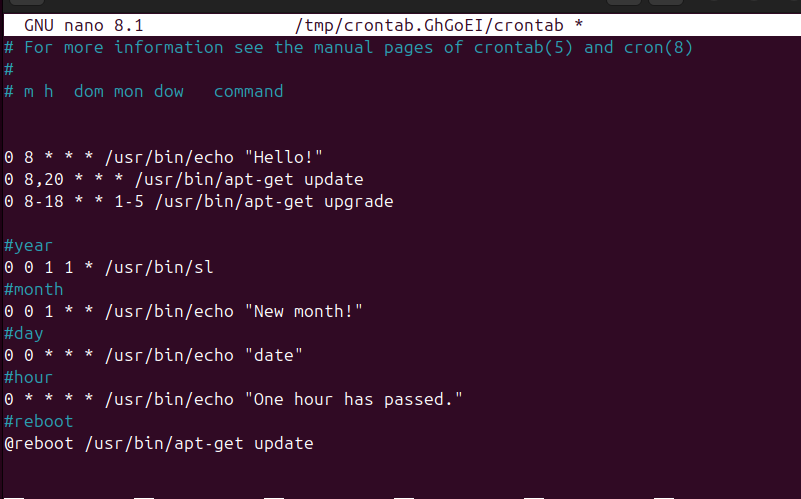 GNU nano 8.1 /tmp/crontab.GhGoEI/crontab *
# For more information see the manual pages of crontab(5) and cron(8)
#
# m h  dom mon dow   command
0 8 * * * /usr/bin/echo "Hello!"
0 8,20 * * * /usr/bin/apt-get update
0 8-18 * * 1-5 /usr/bin/apt-get upgrade
#year
0 0 1 1 * /usr/bin/sl
#month
0 0 1 * * /usr/bin/echo "New month!"
#day
0 0 * * * /usr/bin/echo "date"
#hour
0 * * * * /usr/bin/echo "One hour has passed."
#reboot
@reboot /usr/bin/apt-get update